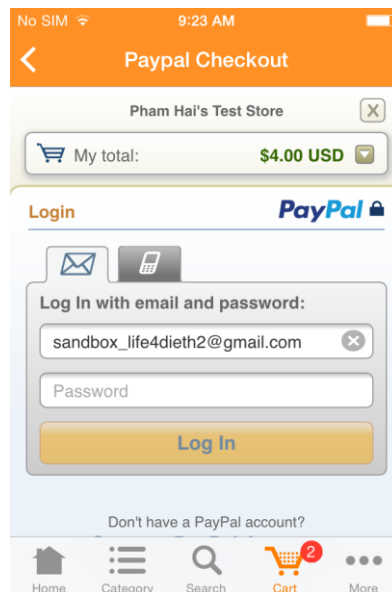 No SIM 9:23 AM
Paypal Checkout
Pham Hai's Test Store X
My total: $4.00 USD
Login PayPal
Log In with email and password:
sandbox_life4dieth2@gmail.com
Password
Log In
Don't have a PayPal account?
2
Home Category Search Cart More